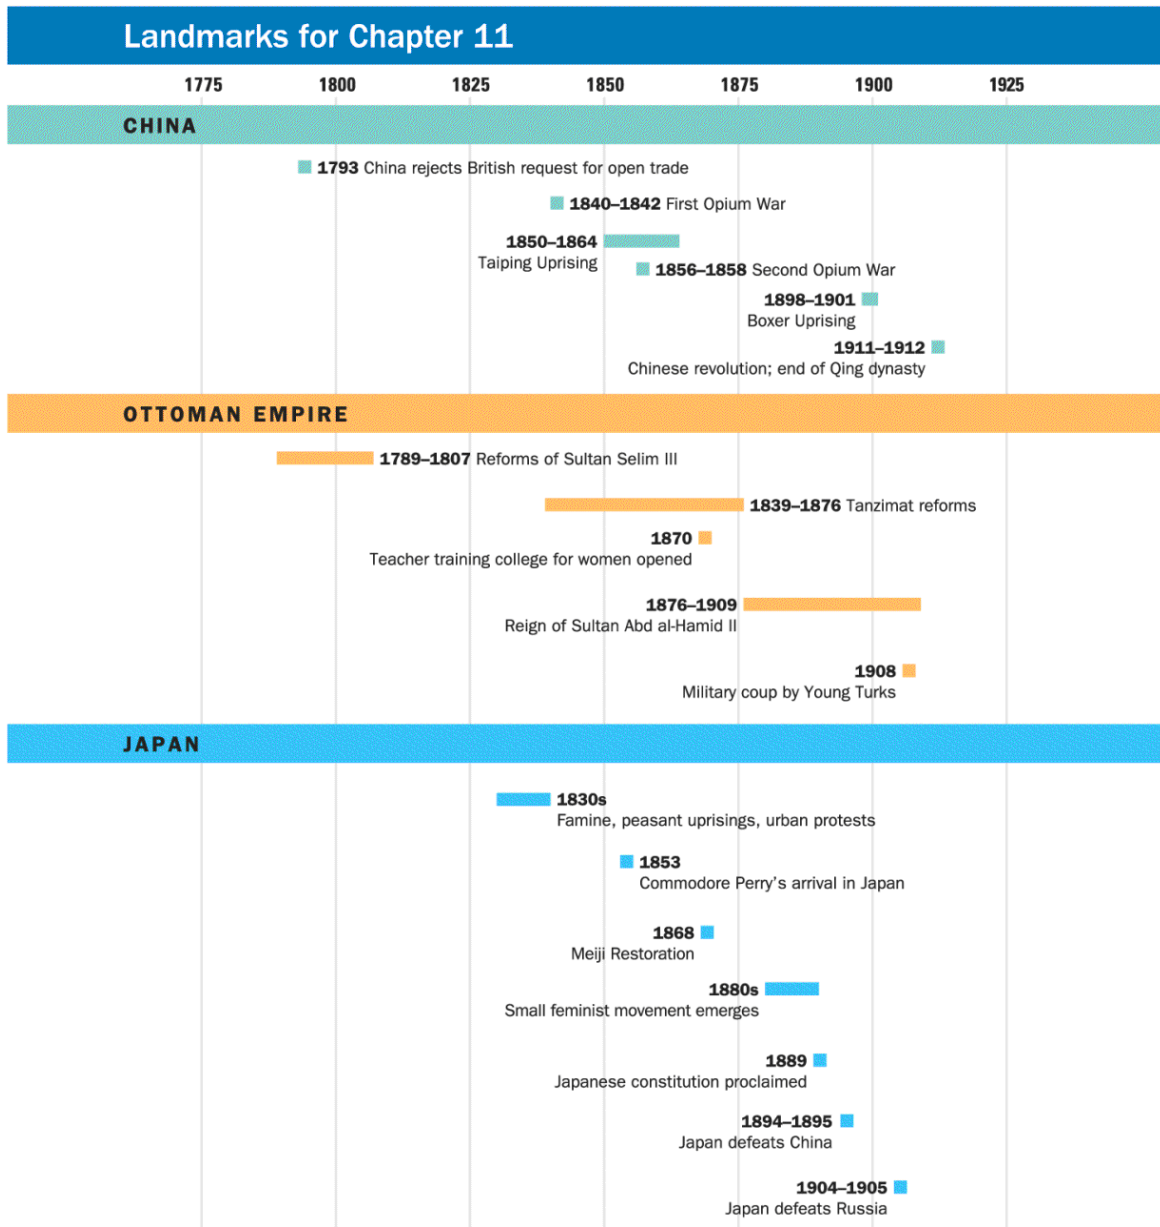 Landmarks for Chapter 11
1775 1800 1825 1850 1875 1900 1925
CHINA
1793 China rejects British request for open trade
1840–1842 First Opium War
1850–1864
Taiping Uprising
1856–1858 Second Opium War
1898–1901
Boxer Uprising
1911–1912
Chinese revolution; end of Qing dynasty
OTTOMAN EMPIRE
1789–1807 Reforms of Sultan Selim III
1839–1876 Tanzimat reforms
1870
Teacher training college for women opened
1876–1909
Reign of Sultan Abd al-Hamid II
1908
Military coup by Young Turks
JAPAN
1830s
Famine, peasant uprisings, urban protests
1853
Commodore Perry's arrival in Japan
1868
Meiji Restoration
1880s
Small feminist movement emerges
1889
Japanese constitution proclaimed
1894–1895
Japan defeats China
1904–1905
Japan defeats Russia